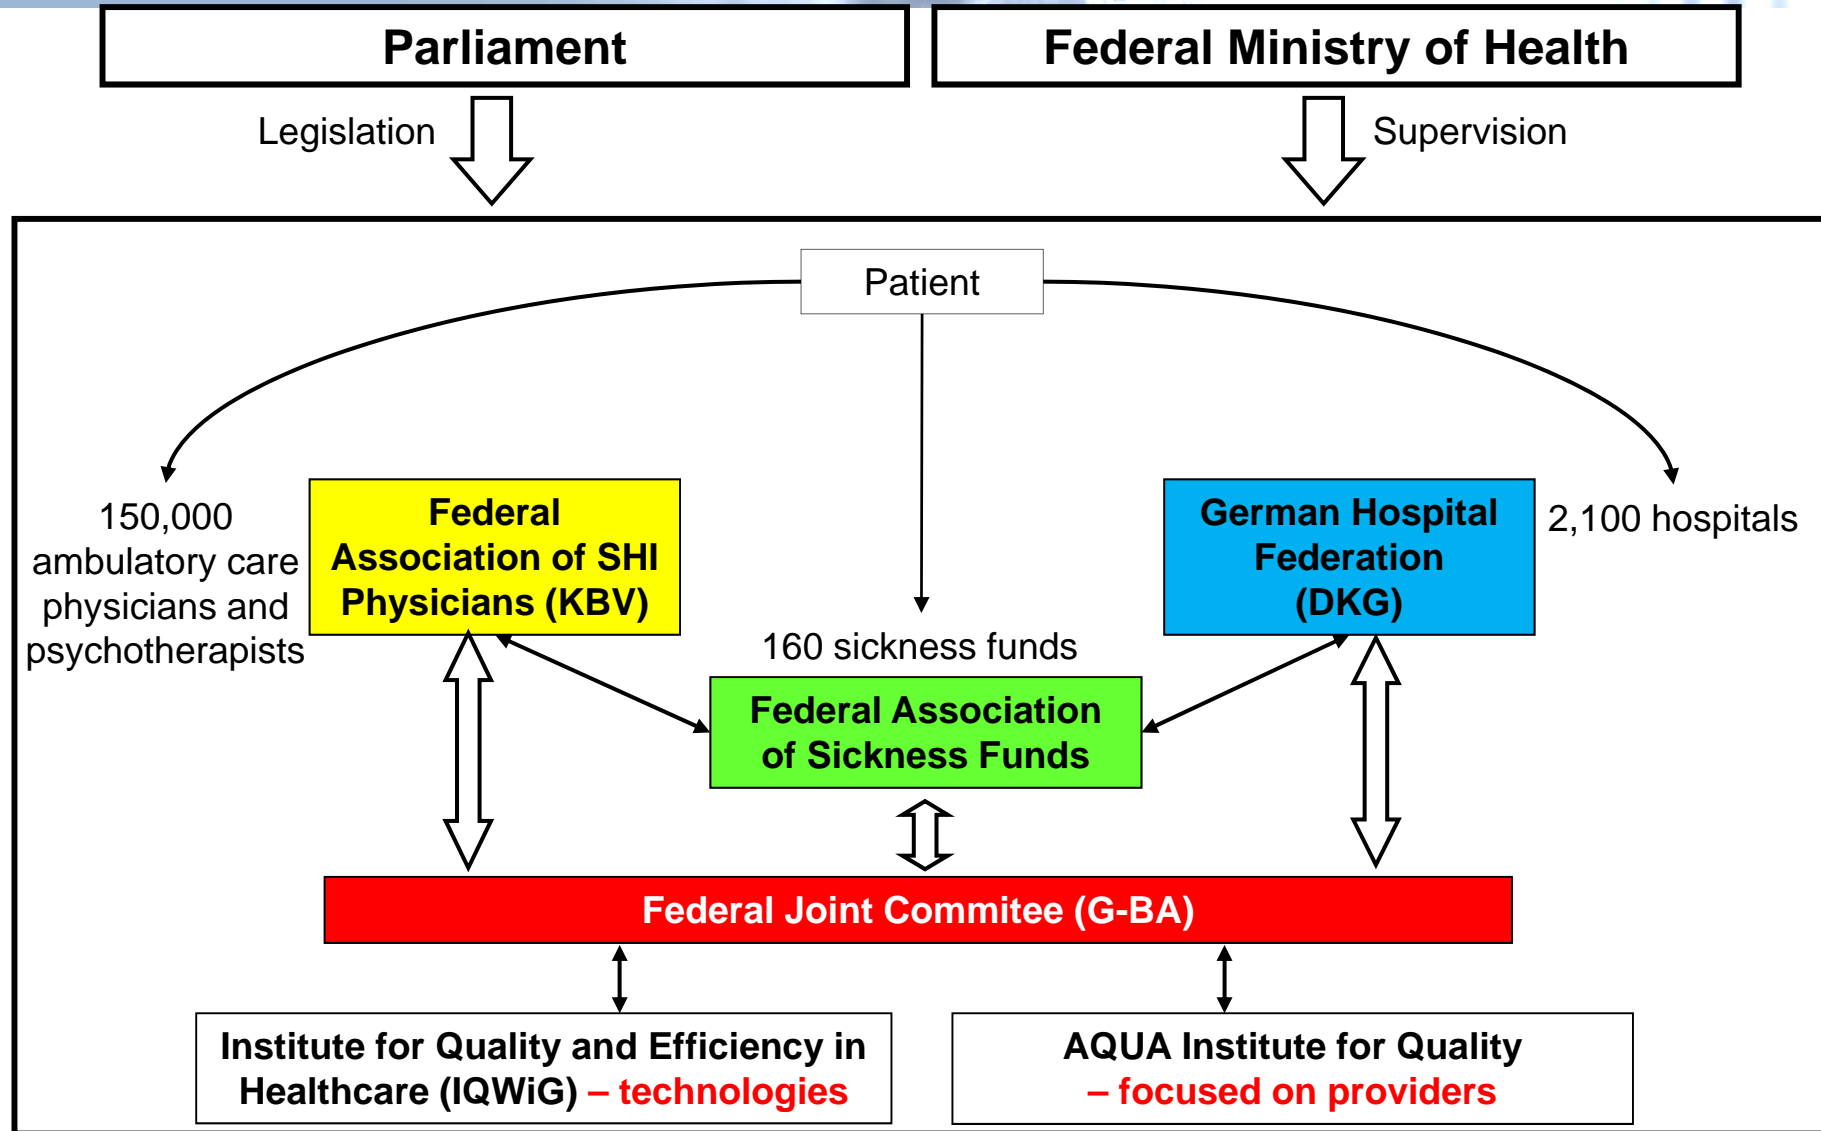 Parliament
Federal Ministry of Health
Legislation
Supervision
Patient
150,000
ambulatory care
physicians and
psychotherapists
Federal
Association of SHI
Physicians (KBV)
German Hospital
Federation
(DKG)
2,100 hospitals
160 sickness funds
Federal Association
of Sickness Funds
Federal Joint Commitee (G-BA)
Institute for Quality and Efficiency in
Healthcare (IQWiG) – technologies
AQUA Institute for Quality
– focused on providers